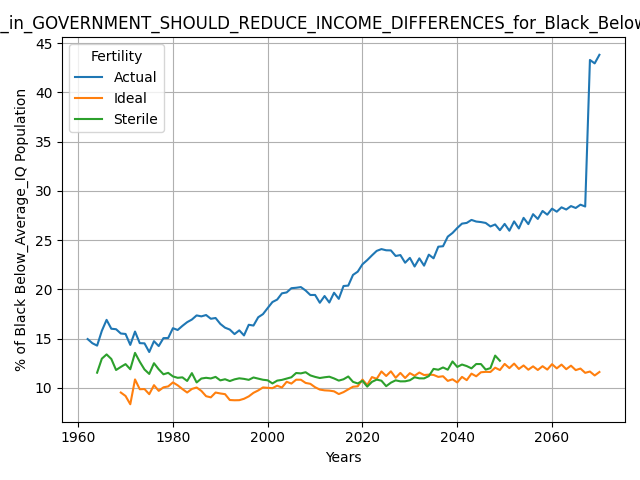 _in_GOVERNMENT_SHOULD_REDUCE_INCOME_DIFFERENCES_for_Black_Below
Fertility
Actual
Ideal
Sterile
% of Black Below_Average_IQ Population
45
40
35
30
25
20
15
10
1960 1980 2000 2020 2040 2060
Years